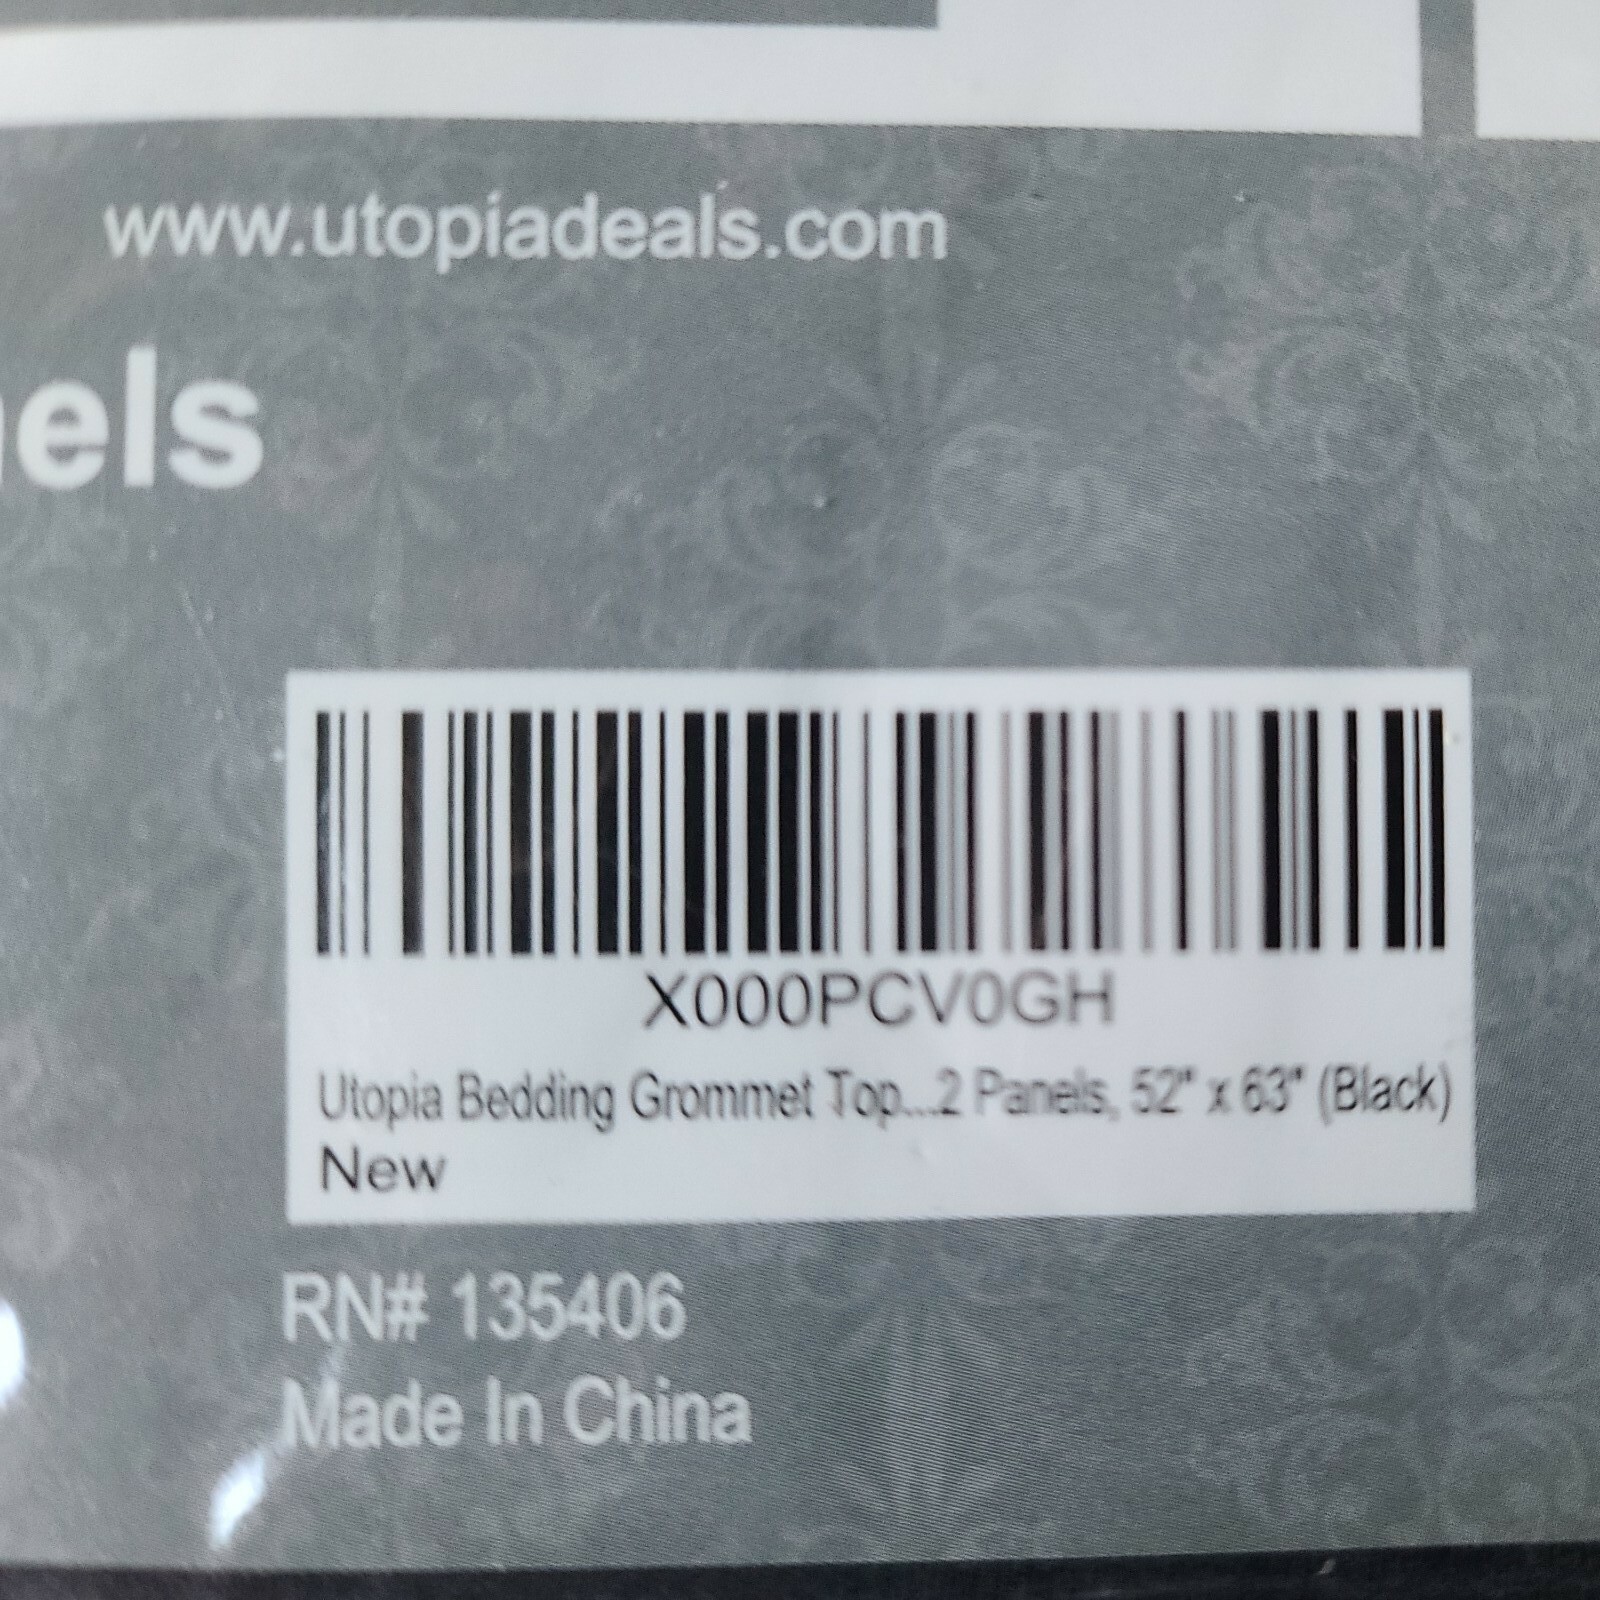 www.utopiadeals.com
nels
X000PCV0GH
Utopia Bedding Grommet Top...2 Panels, 52" x 63" (Black)
New
RN# 135406
Made In China